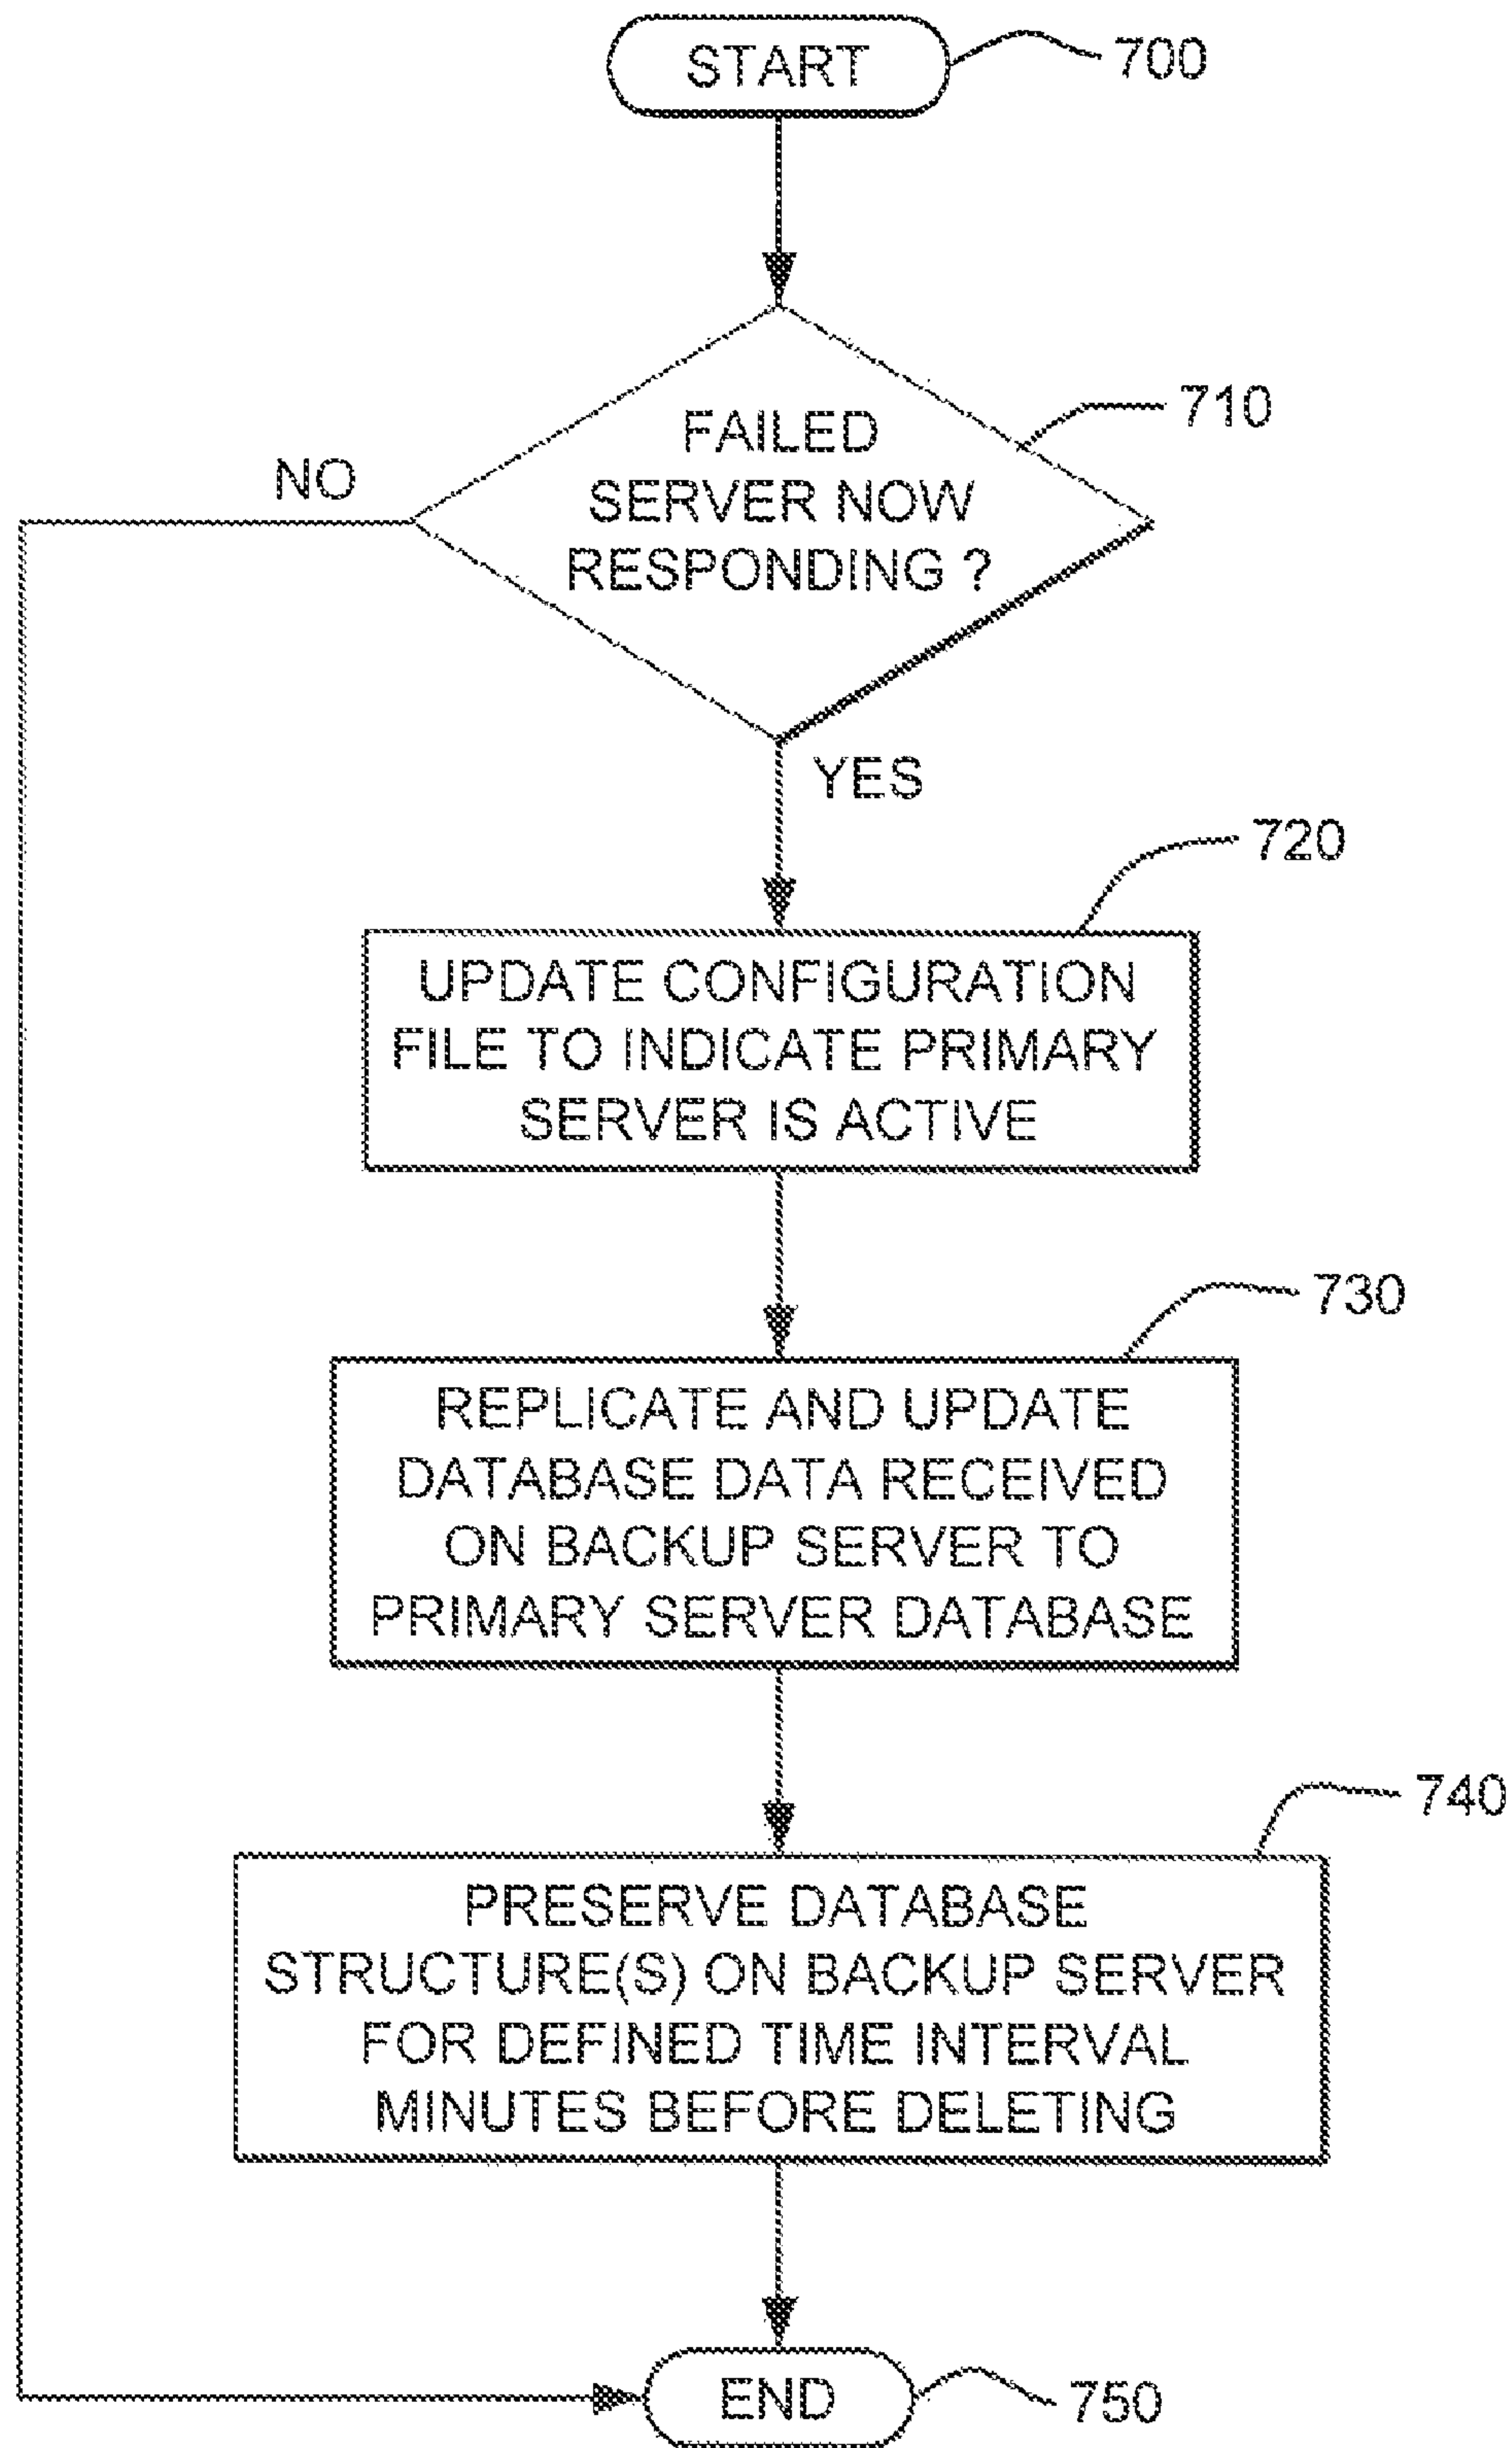 START
700
FAILED
SERVER NOW
RESPONDING ?
710
NO
YES
720
UPDATE CONFIGURATION
FILE TO INDICATE PRIMARY
SERVER IS ACTIVE
730
REPLICATE AND UPDATE
DATABASE DATA RECEIVED
ON BACKUP SERVER TO
PRIMARY SERVER DATABASE
740
PRESERVE DATABASE
STRUCTURE(S) ON BACKUP SERVER
FOR DEFINED TIME INTERVAL
MINUTES BEFORE DELETING
END
750